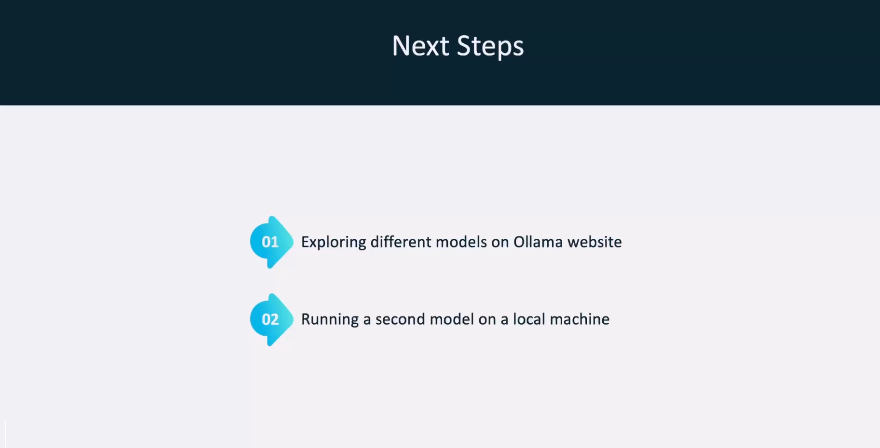 Next Steps
01 Exploring different models on Ollama website
02 Running a second model on a local machine